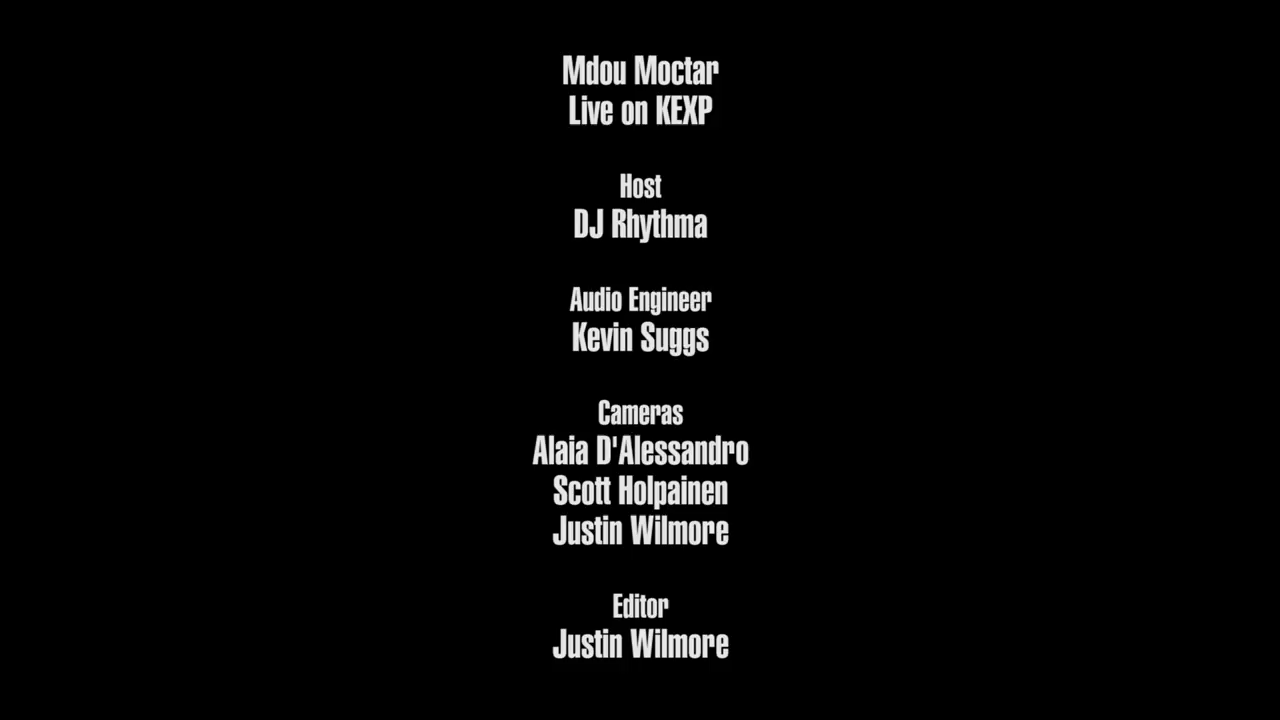 Mdou Moctar
Live on KEXP
Host
DJ Rhythma
Audio Engineer
Kevin Suggs
Cameras
Alaia D'Alessandro
Scott Holpainen
Justin Wilmore
Editor
Justin Wilmore